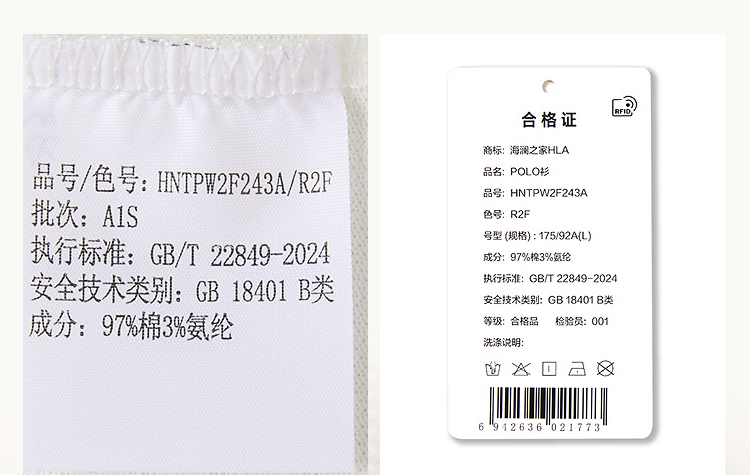 品号/色号: HNTPW2F243A/R2F
批次: A1S
执行标准: GB/T 22849-2024
安全技术类别: GB 18401 B类
成分: 97%棉3%氨纶
RFID
合格证
商标: 海澜之家HLA
品名: POLO衫
品号: HNTPW2F243A
色号: R2F
号型 (规格) : 175/92A(L)
成分: 97%棉3%氨纶
执行标准: GB/T 22849-2024
安全技术类别: GB 18401 B类
等级: 合格品 检验员: 001
洗涤说明:
6 942636 021773